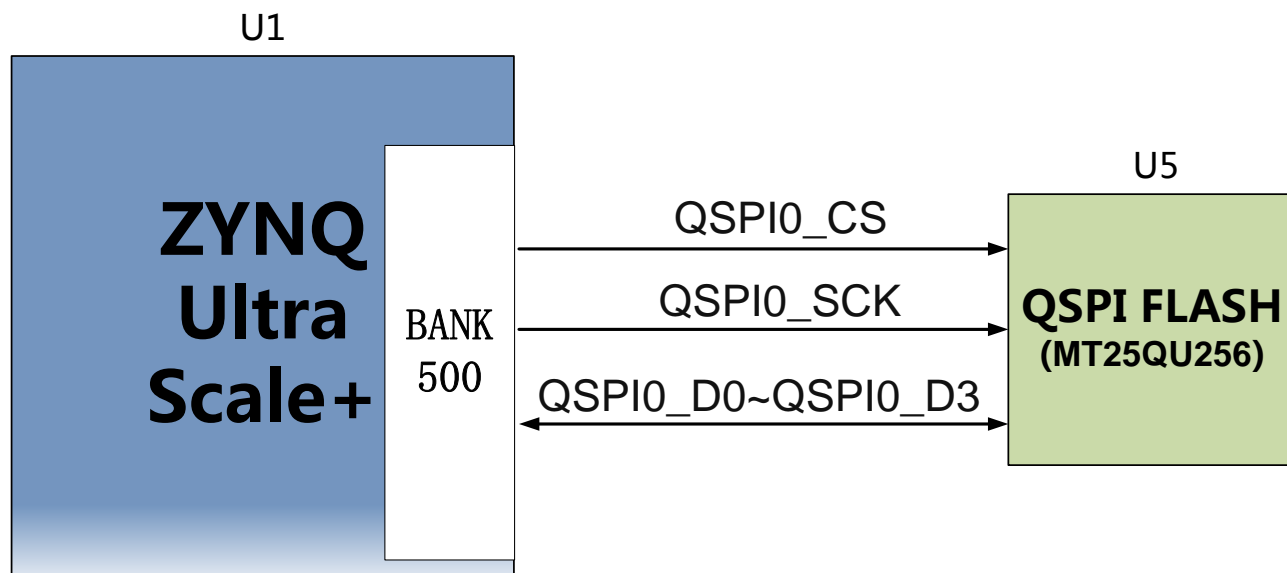 U1
ZYNQ
Ultra
Scale+
BANK
500
QSPI0_CS
QSPI0_SCK
QSPI0_D0~QSPI0_D3
U5
QSPI FLASH
(MT25QU256)